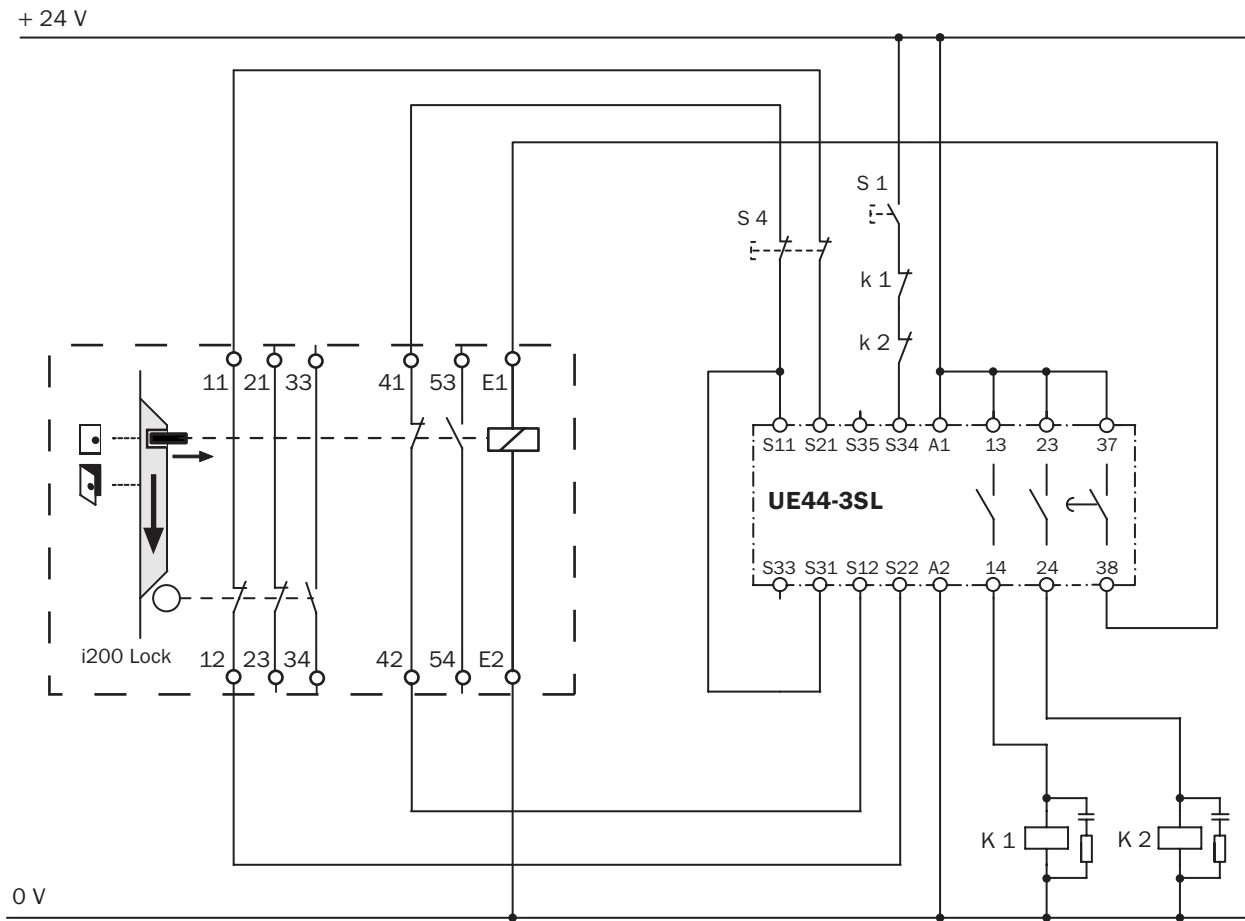 + 24 V
S 1
S 4
k 1
k 2
11 21 33 41 53 E1
S11 S21 S35 S34 A1 13 23 37
UE44-3SL
S33 S31 S12 S22 A2 14 24 38
i200 Lock
12 23 34 42 54 E2
K 1 K 2
0 V